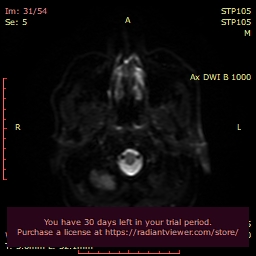 Im: 31/54
Se: 5
STP105
STP105
M
A
Ax DWI B 1000
R
L
You have 30 days left in your trial period.
Purchase a license at https://radiantviewer.com/store/